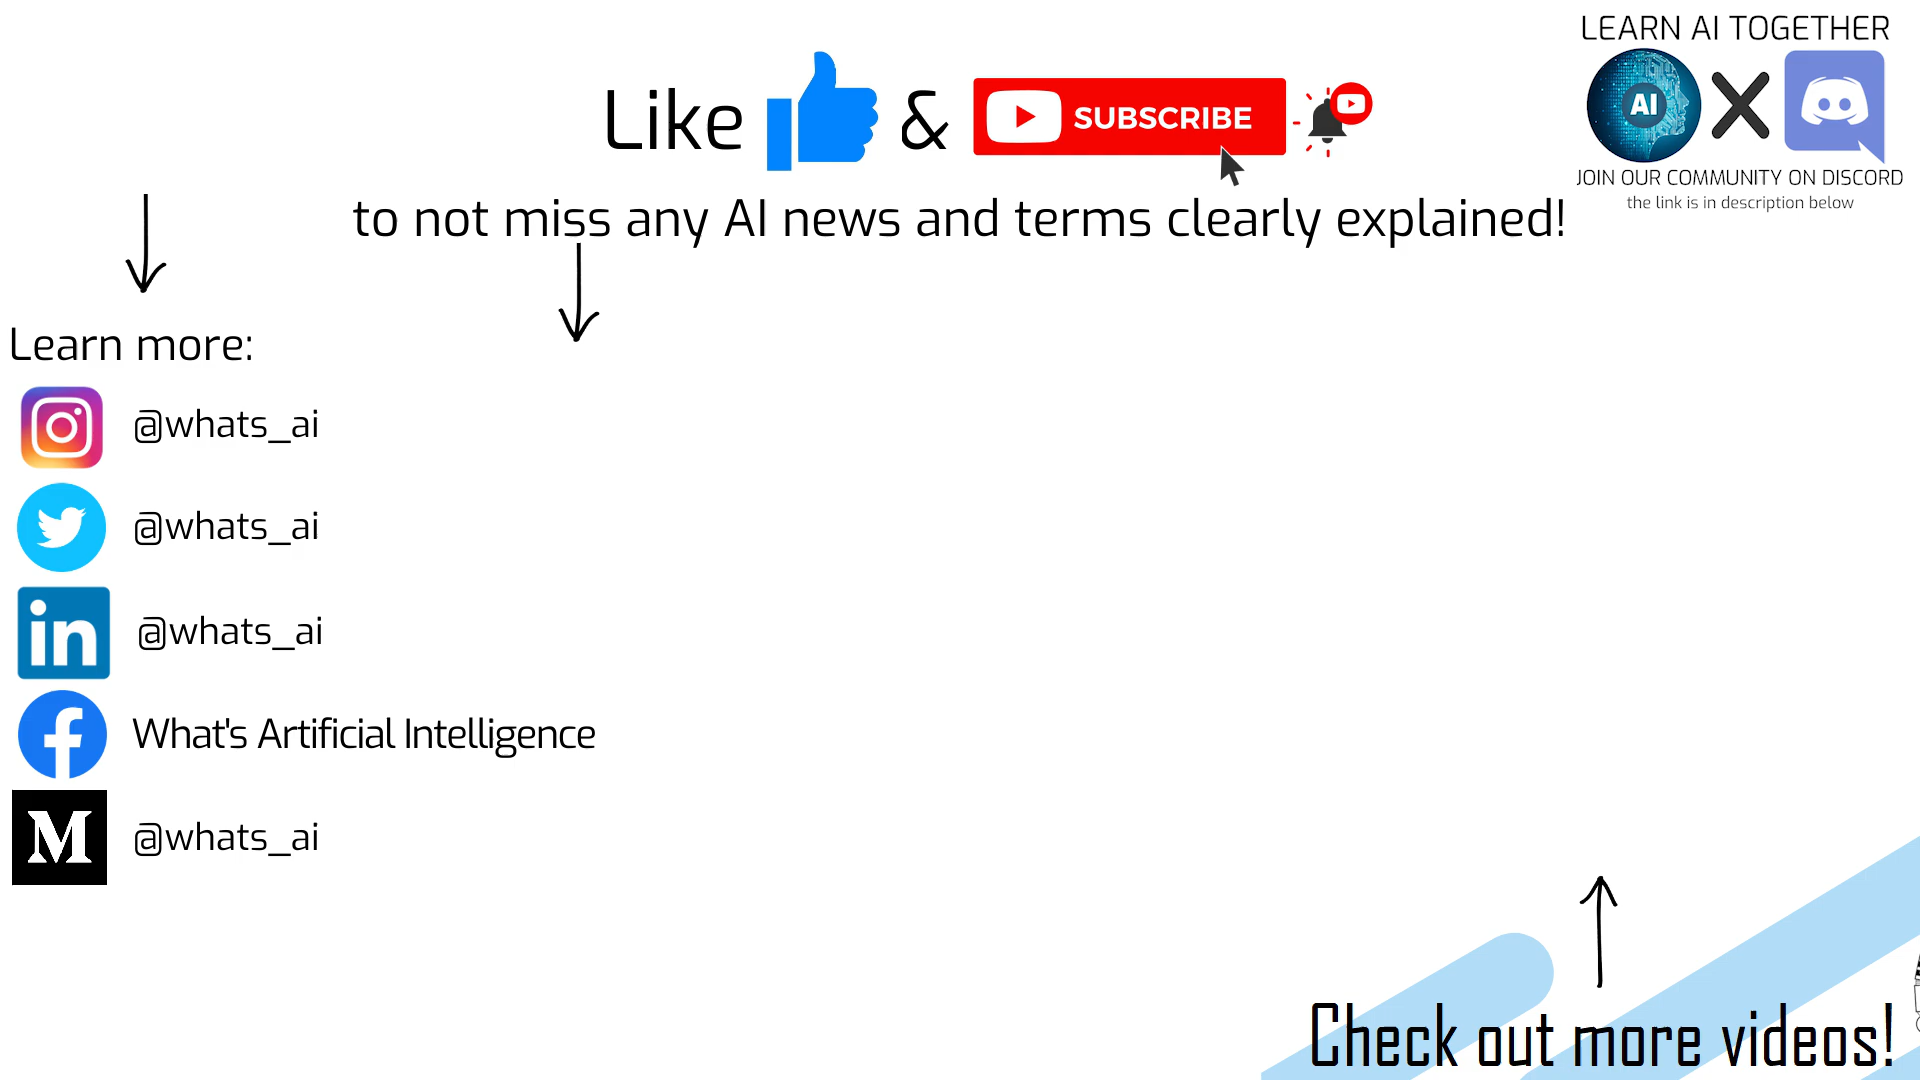 LEARN AI TOGETHER
Like & SUBSCRIBE
AI
JOIN OUR COMMUNITY ON DISCORD
the link is in description below
to not miss any AI news and terms clearly explained!
Learn more:
@whats_ai
@whats_ai
in @whats_ai
f What's Artificial Intelligence
M @whats_ai
Check out more videos!